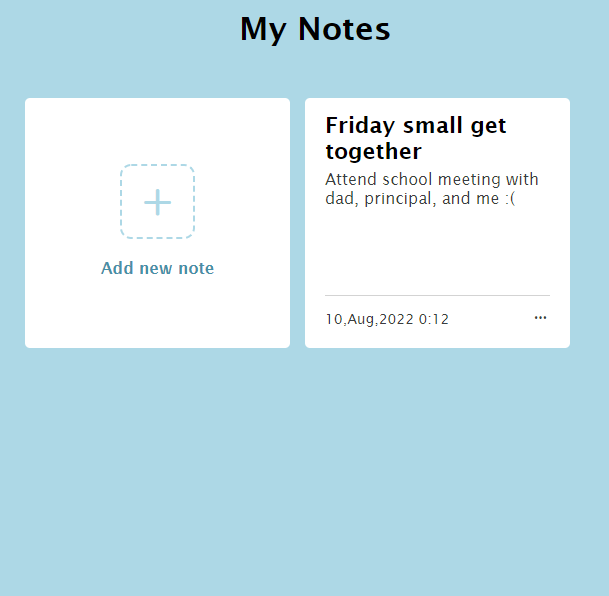 My Notes
Add new note
Friday small get
together
Attend school meeting with
dad, principal, and me :(
10,Aug,2022 0:12